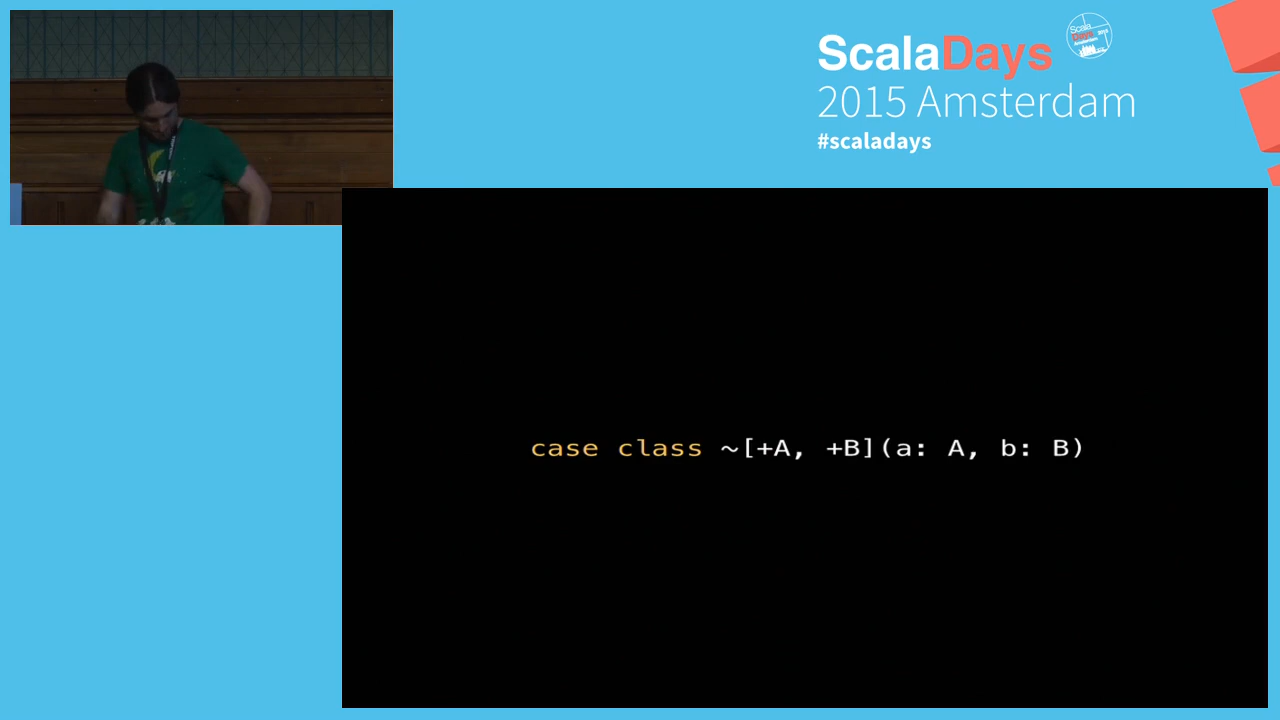 ScalaDays
2015 Amsterdam
#scaladays
case class ~[+A, +B](a: A, b: B)